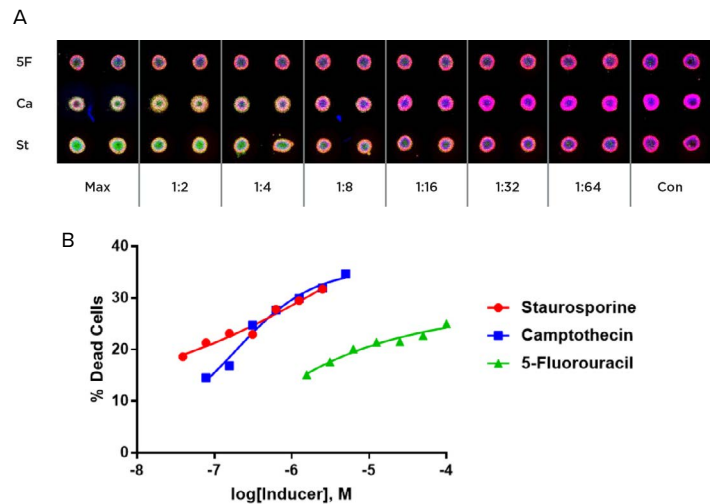 A
5F
Ca
St
Max 1:2 1:4 1:8 1:16 1:32 1:64 Con
B
40
30
20
10
0
% Dead Cells
-8 -7 -6 -5 -4
log[Inducer], M
Staurosporine
Camptothecin
5-Fluorouracil